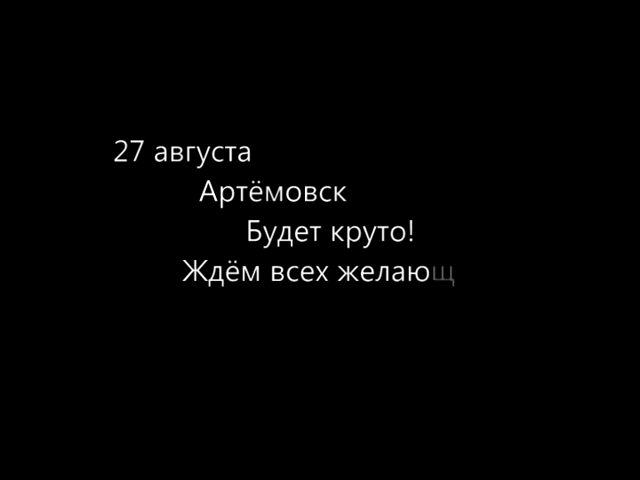 27 августа
Артёмовск
Будет круто!
Ждём всех желающ